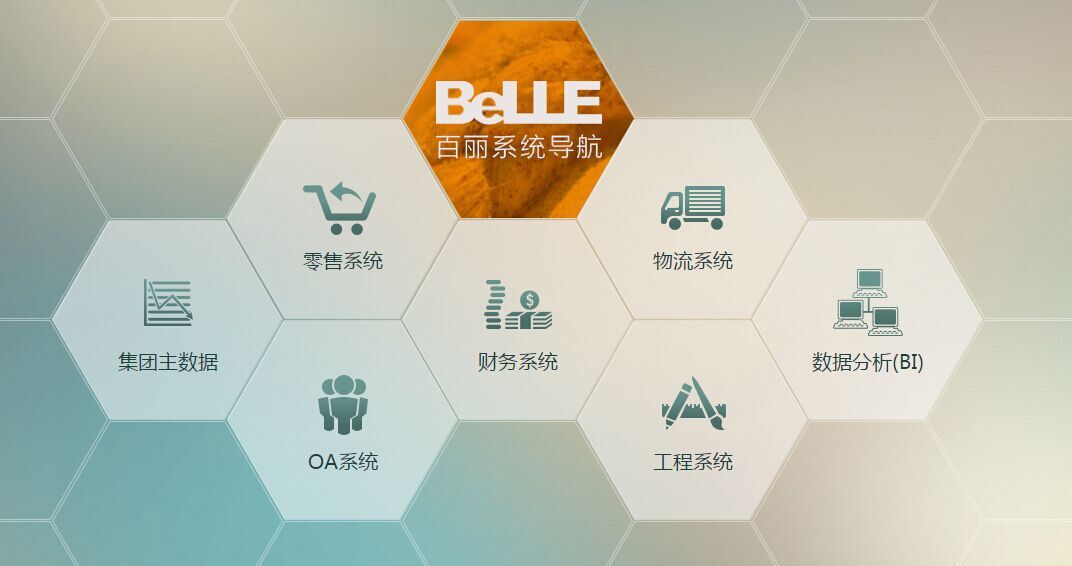 BeLLE
百丽系统导航
零售系统
物流系统
集团主数据
财务系统
数据分析(BI)
OA系统
工程系统